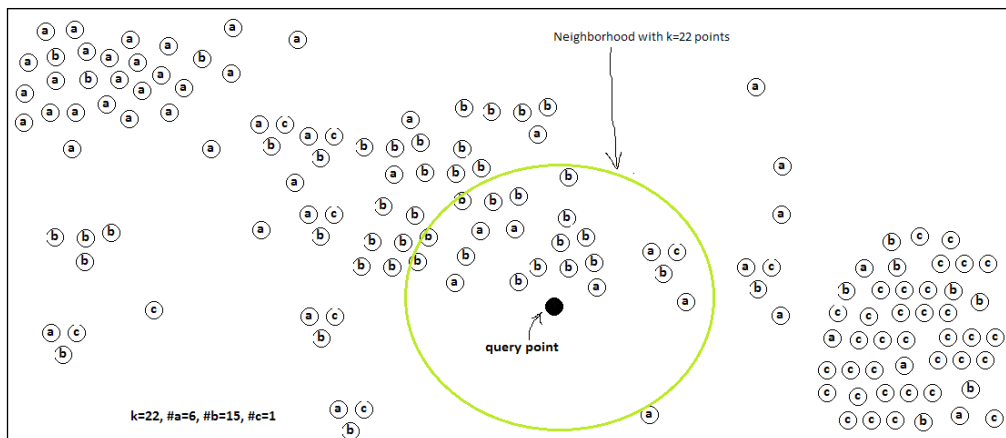 Neighborhood with k=22 points
a a a a a
a b a a a a b
a b b a a a a
a a a a a a a
a a
a c b a c b
a
a b b b b
a
b b b b b
a b b b b
b b
b b b
b b b
b b b
b b b b
a a
b
a
b
b
b b
b b b b
a
a c
b
a
a
a
a
a
a c
b
a
b b b
b
a c
b
a c
b
a
a c
b
c
a c
b
a c
b
query point
b c c
a b c c c
b c c c c b b
c c c c c
a c c c c c c
c c c a c c c
c c c c c b
c c c b a c
k=22, #a=6, #b=15, #c=1